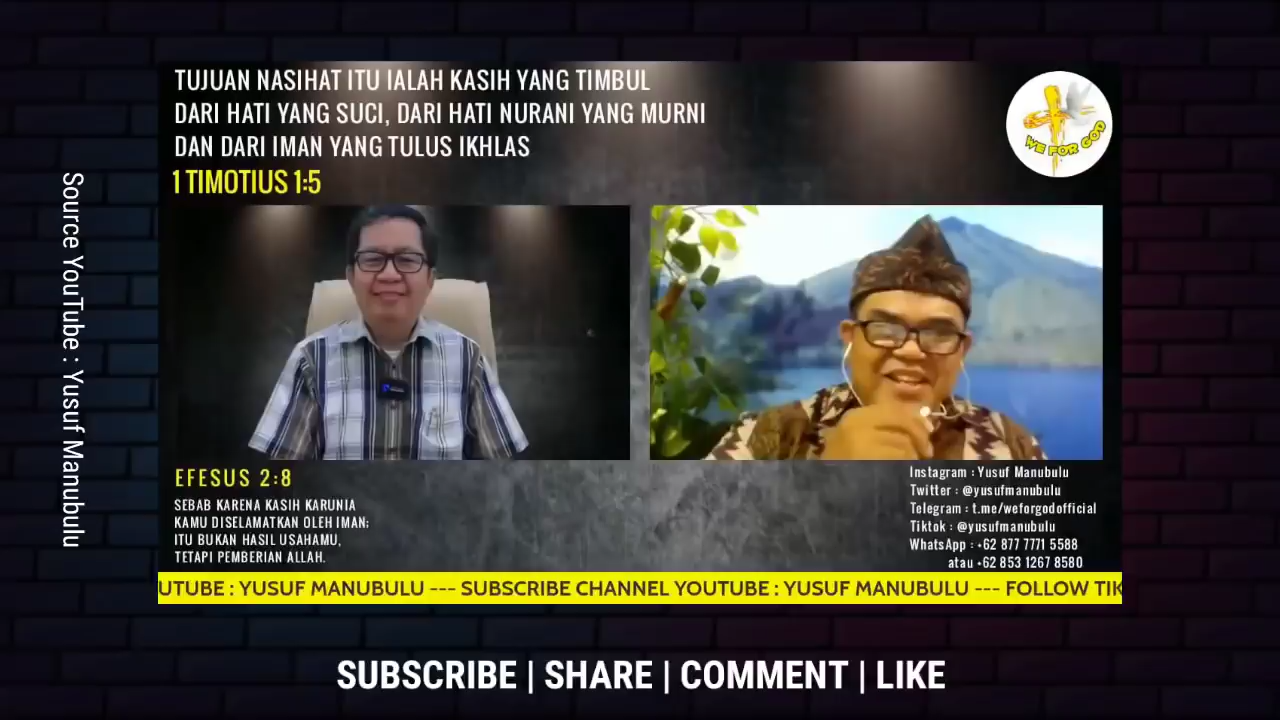 TUJUAN NASIHAT ITU IALAH KASIH YANG TIMBUL
DARI HATI YANG SUCI, DARI HATI NURANI YANG MURNI
DAN DARI IMAN YANG TULUS IKHLAS
1 TIMOTIUS 1:5
WE FOR GOD
Source YouTube : Yusuf Manubulu
EFESUS 2:8
SEBAB KARENA KASIH KARUNIA
KAMU DISELAMATKAN OLEH IMAN;
ITU BUKAN HASIL USAHAMU,
TETAPI PEMBERIAN ALLAH.
Instagram : Yusuf Manubulu
Twitter : @yusufmanubulu
Telegram : t.me/weforgodofficial
Tiktok : @yusufmanubulu
WhatsApp : +62 877 7771 5588
atau +62 853 1267 8580
UTUBE : YUSUF MANUBULU --- SUBSCRIBE CHANNEL YOUTUBE : YUSUF MANUBULU --- FOLLOW TIK
SUBSCRIBE | SHARE | COMMENT | LIKE